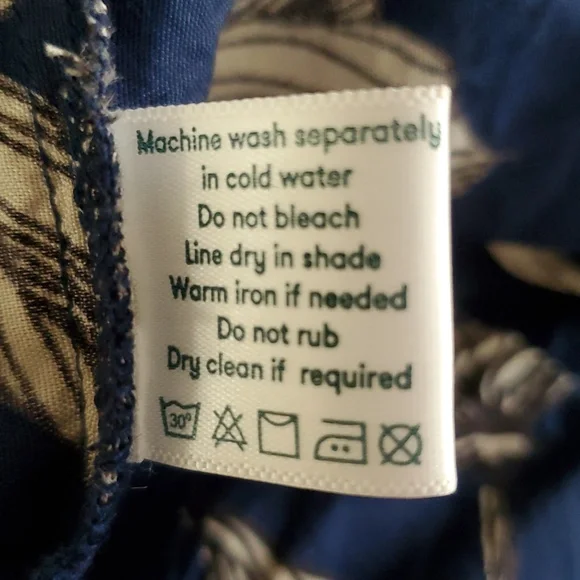 Machine wash separately
in cold water
Do not bleach
Line dry in shade
Warm iron if needed
Do not rub
Dry clean if required
30°